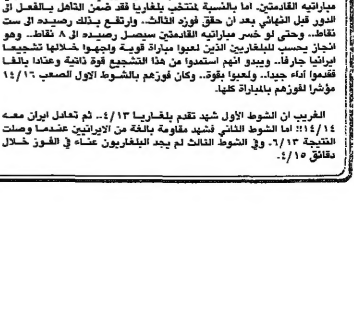 مباراتيه القادمتين. اما بالنسبة لمنتخب بلغاريا فقد ضمن التأهل بالفعل الى
الدور قبل النهائي بعد ان حقق فوزه الثالث.. وارتفع بذلك رصيده الى ست
نقاط.. وحتى لو خسر مباراتيه القادمتين سيصل رصيده الى ٨ نقاط.. وهو
انجاز يحسب للبلغاريين الذين لعبوا مباراة قوية واجهوا خلالها تشجيعا
ايرانيا جارفا.. ويبدو انهم استمدوا من هذا التشجيع قوة ذاتية وعنادا بالغا
فقدموا اداء جيدا.. ولعبوا بقوة.. وكان فوزهم بالشوط الاول الصعب ١٤/١٦
مؤشرا لفوزهم بالمباراة كلها.
الغريب ان الشوط الاول شهد تقدم بلغاريا ٤/١٣.. ثم تعادل ايران معه
١٤/١٤!! اما الشوط الثاني فشهد مقاومة بالغة من الايرانيين عندما وصلت
النتيجة ٦/١٣. وفي الشوط الثالث لم يجد البلغاريون عناء في الفوز خلال
دقائق ٤/١٥.